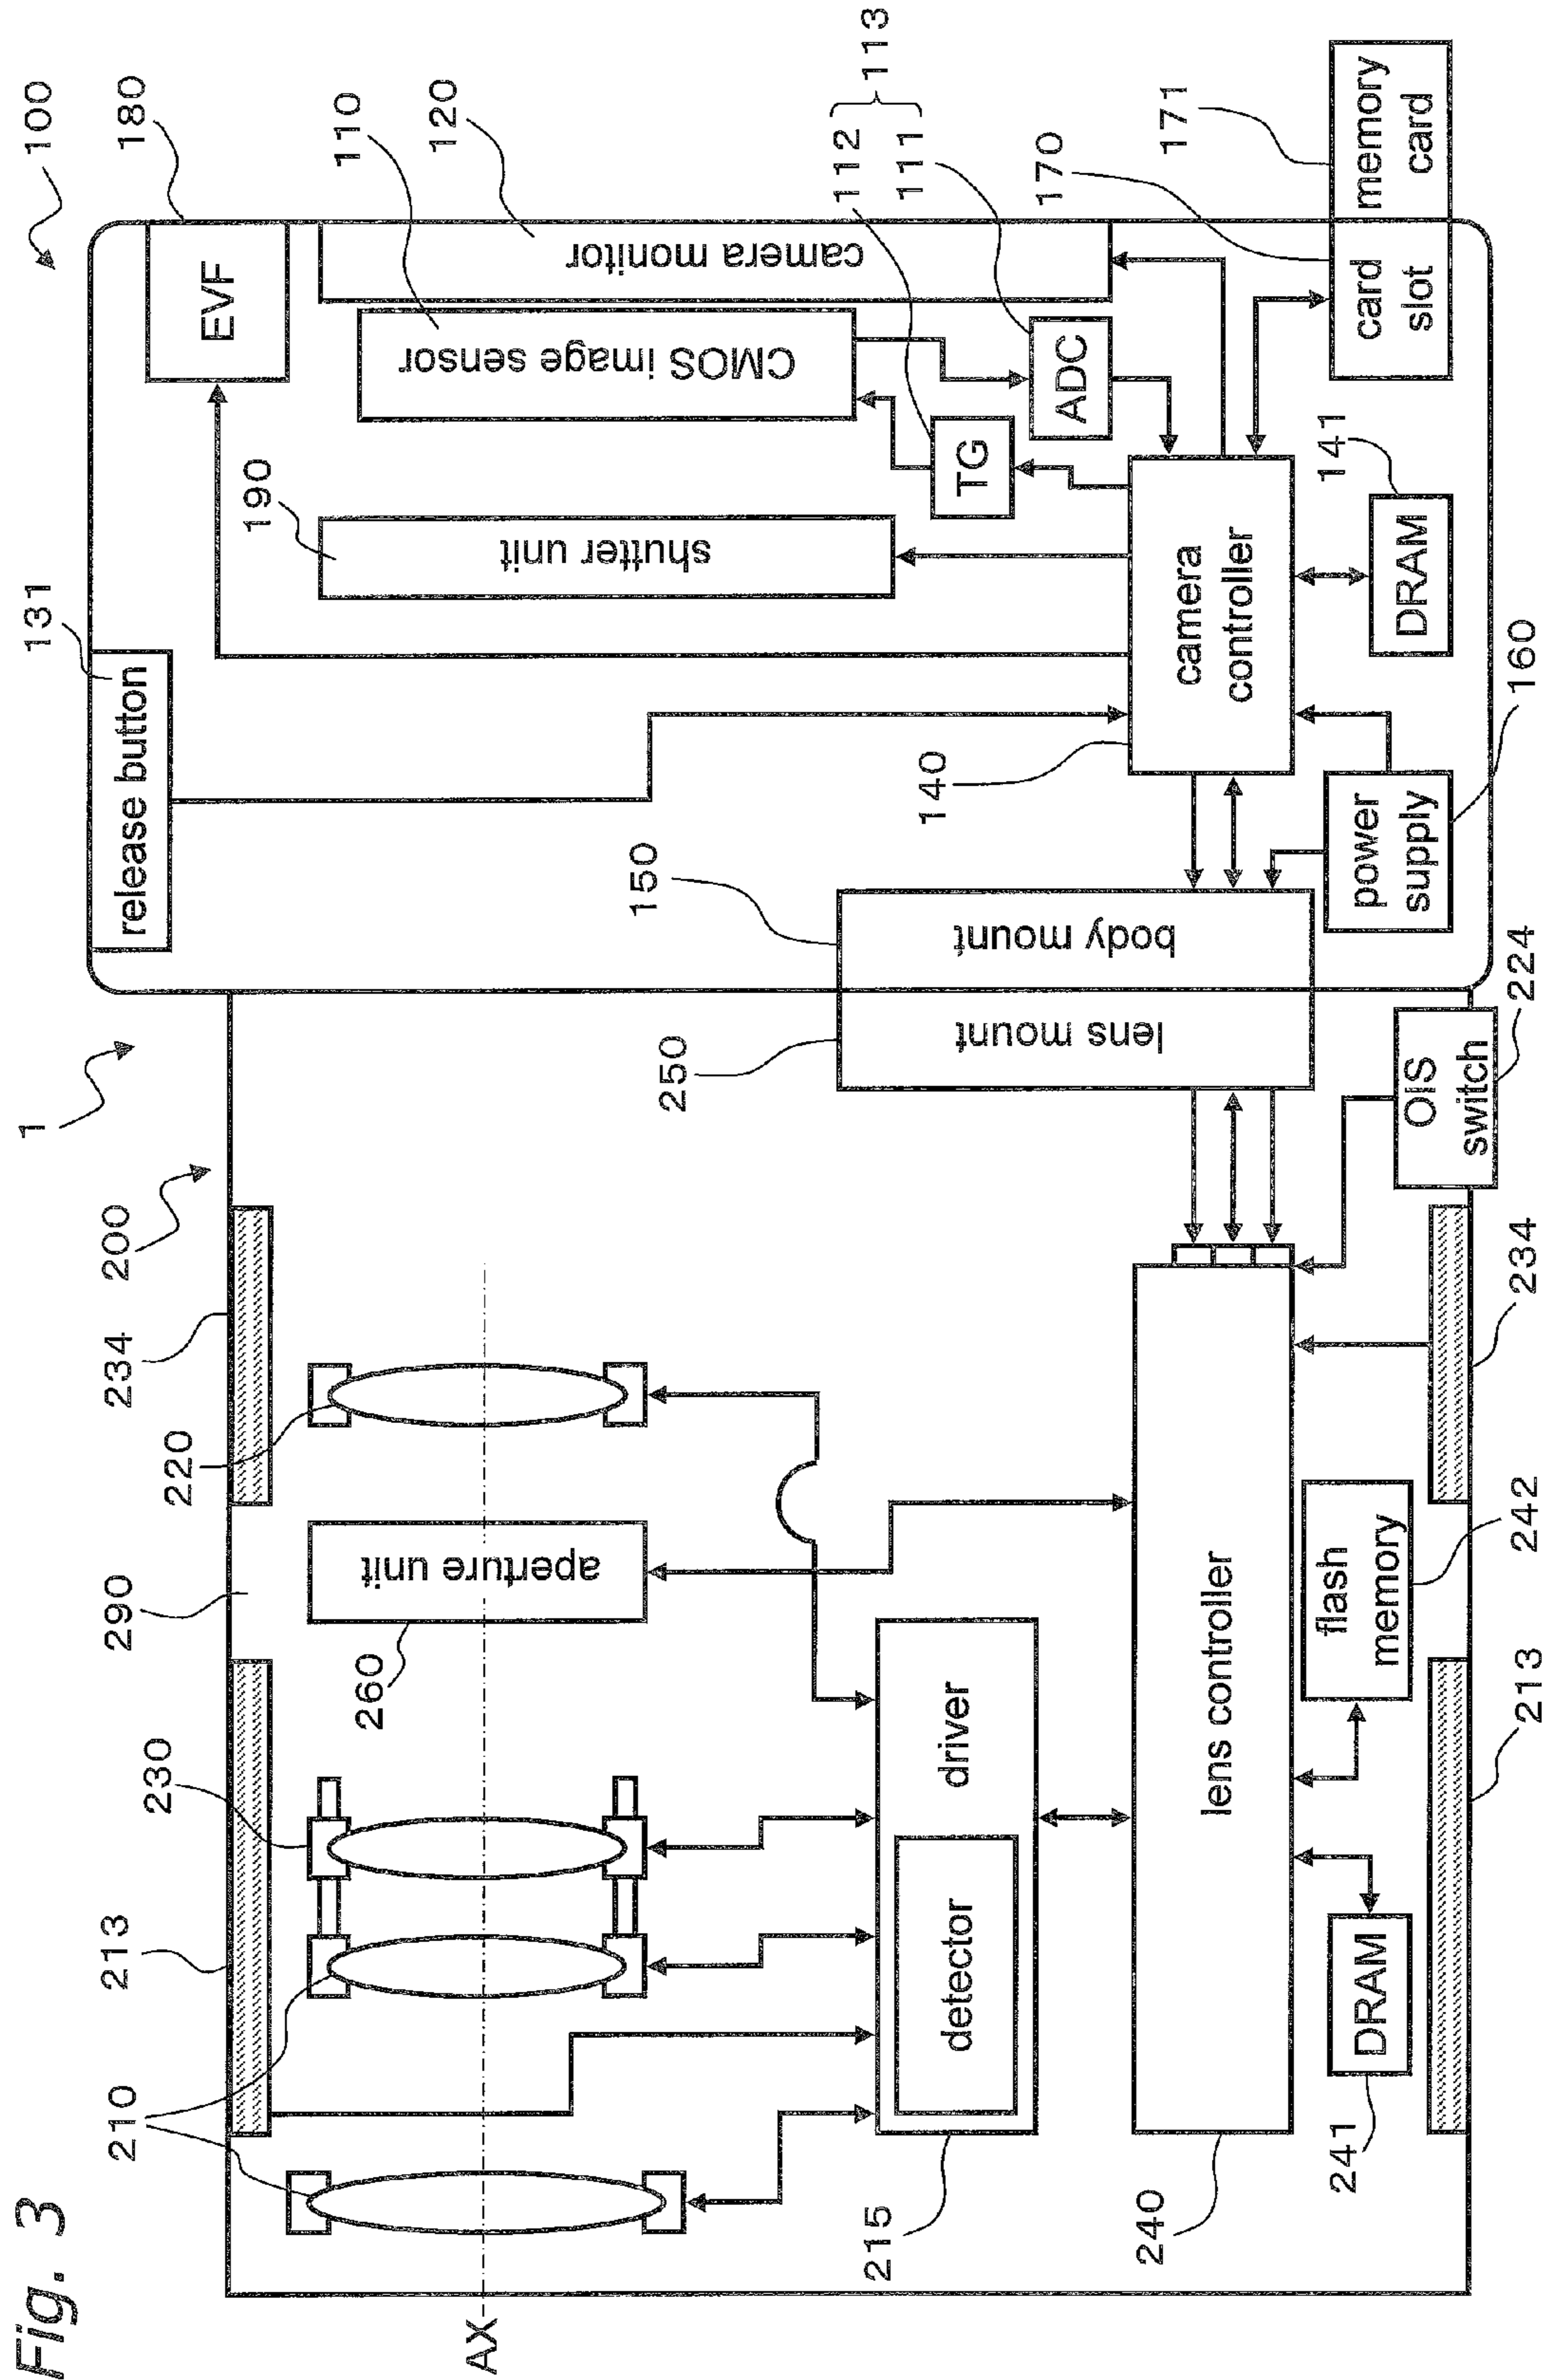 Fig. 3
1
100
200
131
180
release button
EVF
190
110
120
shutter unit
CMOS image sensor
camera monitor
112
111
113
TG
ADC
170
171
card
slot
memory
card
140
camera
controller
141
DRAM
160
power
supply
150
250
body mount
lens mount
224
OIS
switch
213
290
234
210
230
260
220
aperture unit
AX
215
detector
driver
240
lens controller
241
DRAM
flash
memory
242
213
234